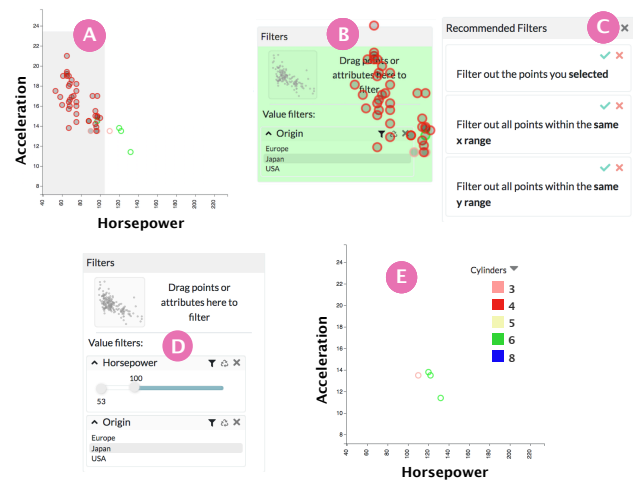 A
24
22
20
18
16
14
12
10
8
Acceleration
40
60
80
100
120
140
160
180
200
220
Horsepower
B
Filters
Drag points or
attributes here to
filter
Value filters:
Origin
Europe
Japan
USA
C
Recommended Filters
Filter out the points you selected
Filter out all points within the same
x range
Filter out all points within the same
y range
Filters
Drag points or
attributes here to
filter
Value filters:
D
Horsepower
100
53
Origin
Europe
Japan
USA
E
24
22
20
18
16
14
12
10
8
Acceleration
40
60
80
100
120
140
160
180
200
220
Horsepower
Cylinders
3
4
5
6
8